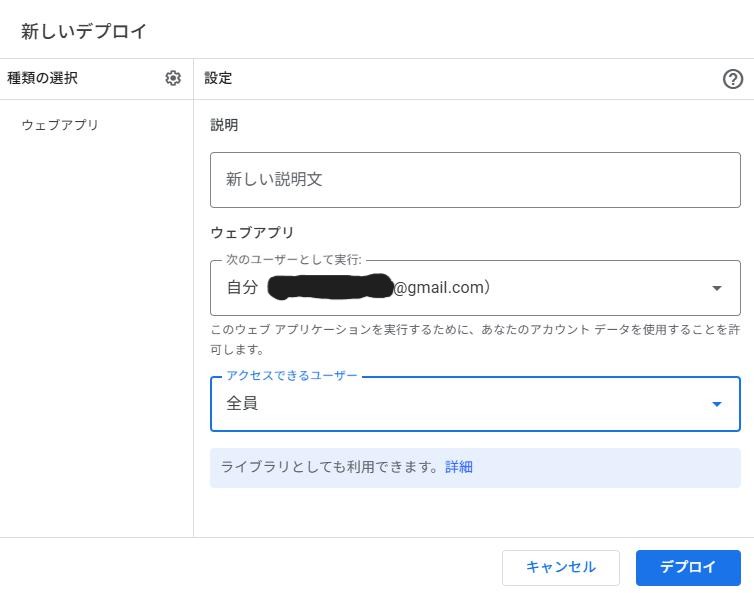 新しいデプロイ
種類の選択
設定
ウェブアプリ
説明
新しい説明文
ウェブアプリ
次のユーザーとして実行:
自分 @gmail.com）
このウェブ アプリケーションを実行するために、あなたのアカウント データを使用することを許
可します。
アクセスできるユーザー
全員
ライブラリとしても利用できます。詳細
キャンセル
デプロイ